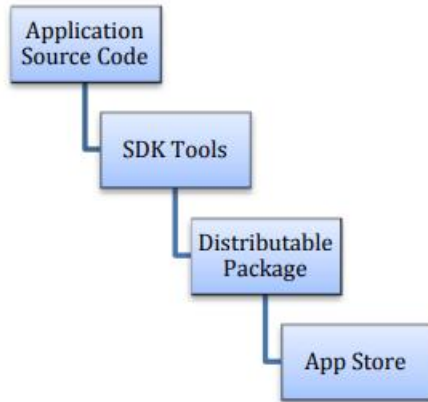 Application
Source Code
SDK Tools
Distributable
Package
App Store